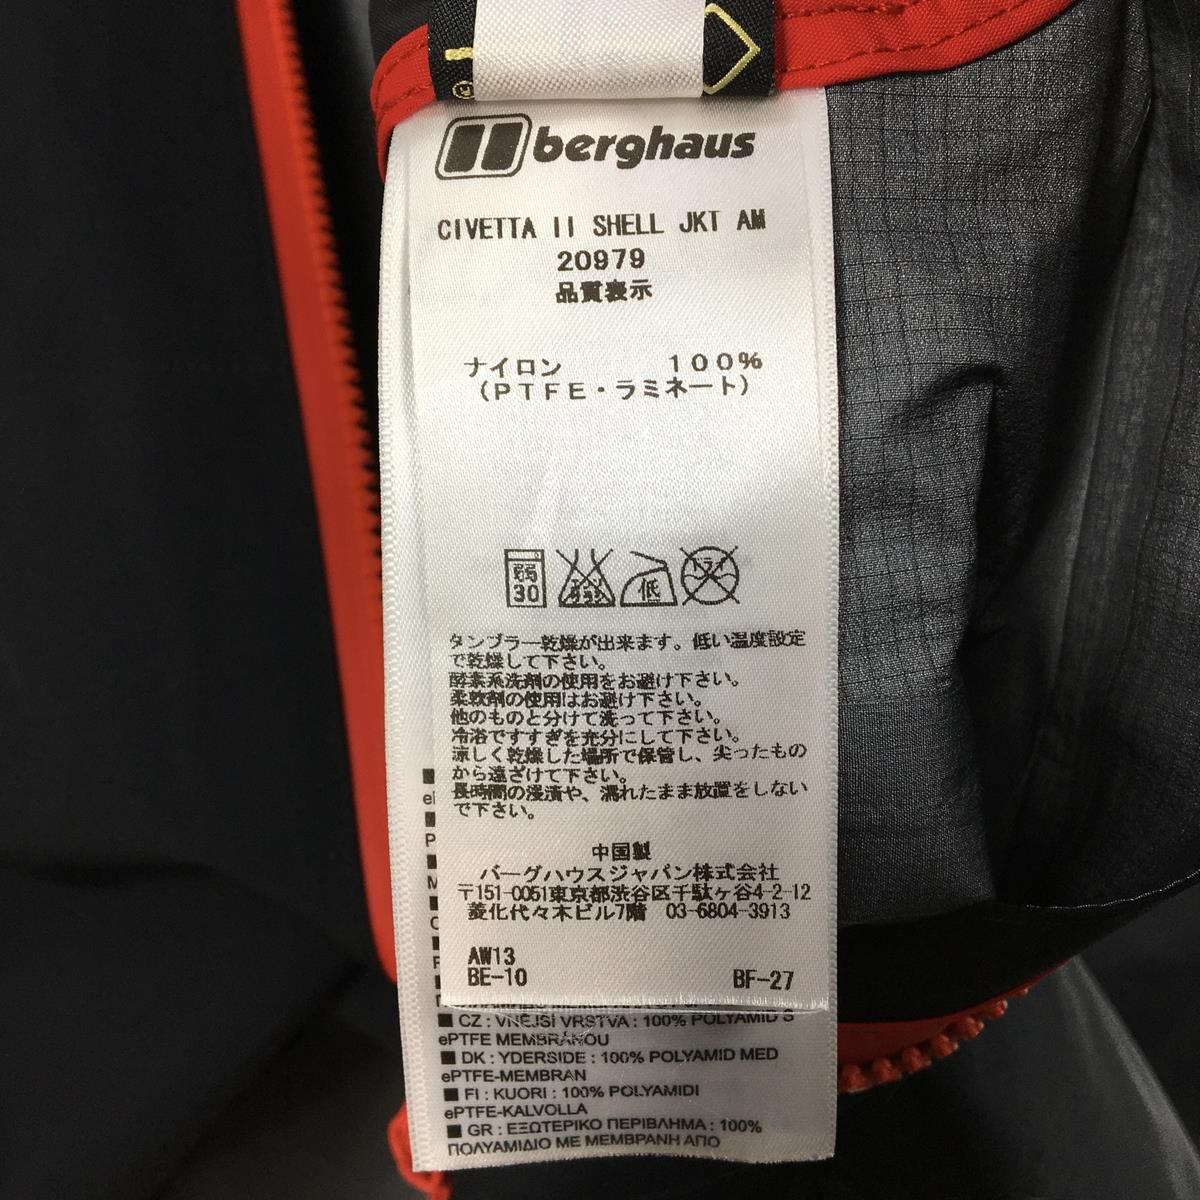 berghaus
CIVETTA II SHELL JKT AM
20979
品質表示
ナイロン 100%
(PTFE・ラミネート)
弱
30
低
タンブラー乾燥が出来ます。低い温度設定
で乾燥して下さい。
酵素系洗剤の使用をお避け下さい。
柔軟剤の使用はお避け下さい。
他のものと分けて洗って下さい。
冷浴ですすぎを充分にして下さい。
涼しく乾燥した場所で保管し、尖ったもの
から遠ざけて下さい。
長時間の浸漬や、濡れたまま放置をしない
で下さい。
中国製
バーグハウスジャパン株式会社
〒151-0051東京都渋谷区千駄ヶ谷4-2-12
菱化代々木ビル7階 03-6804-3913
AW13
BE-10 BF-27
■ CZ : VNĚJŠÍ VRSTVA : 100% POLYAMID S
ePTFE MEMBRÁNOU
■ DK : YDERSIDE : 100% POLYAMID MED
ePTFE-MEMBRAN
■ FI : KUORI : 100% POLYAMIDI
ePTFE-KALVOLLA
■ GR : ΕΞΩΤΕΡΙΚΟ ΠΕΡΙΒΛΗΜΑ : 100%
ΠΟΛΥΑΜΙΔΙΟ ΜΕ ΜΕΜΒΡΑΝΗ ΑΠΟ